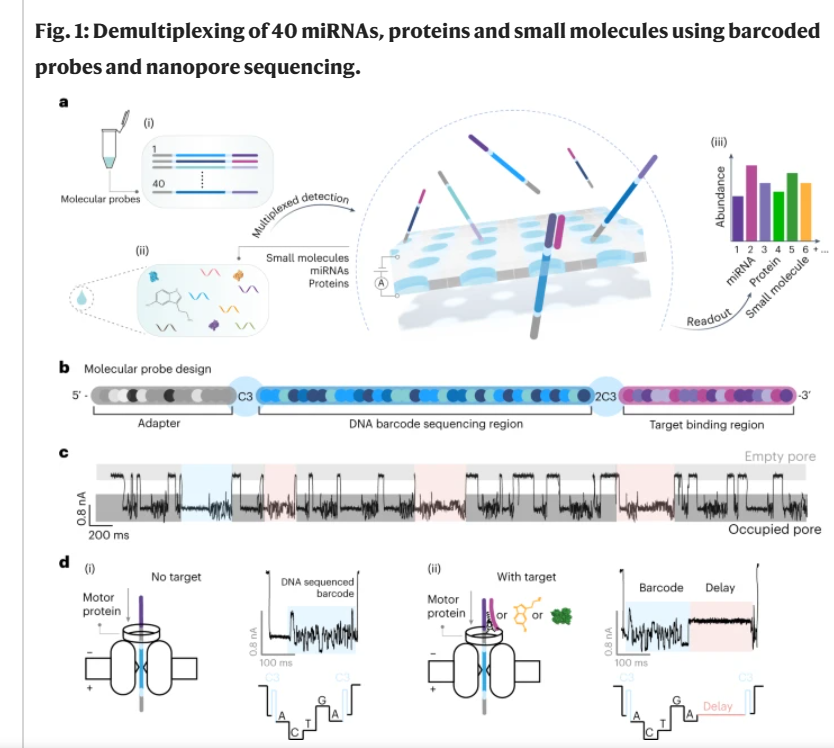 Fig. 1: Demultiplexing of 40 miRNAs, proteins and small molecules using barcoded
probes and nanopore sequencing.
a
(i)
1
40
Molecular probes
(ii)
Multiplexed detection
Small molecules
miRNAs
Proteins
A
(iii)
Abundance
1 2 3 4 5 6 + ...
miRNA
Protein
Small molecule
Readout
b Molecular probe design
5′ - C3 2C3 -3′
Adapter DNA barcode sequencing region Target binding region
c
Empty pore
0.8 nA
200 ms
Occupied pore
d
(i)
No target
Motor
protein
−
+
DNA sequenced
barcode
0.8 nA
100 ms
C3 C3
A C T G A
(ii)
With target
Motor
protein
or or
−
+
Barcode Delay
0.8 nA
100 ms
C3 C3
A C T G A Delay